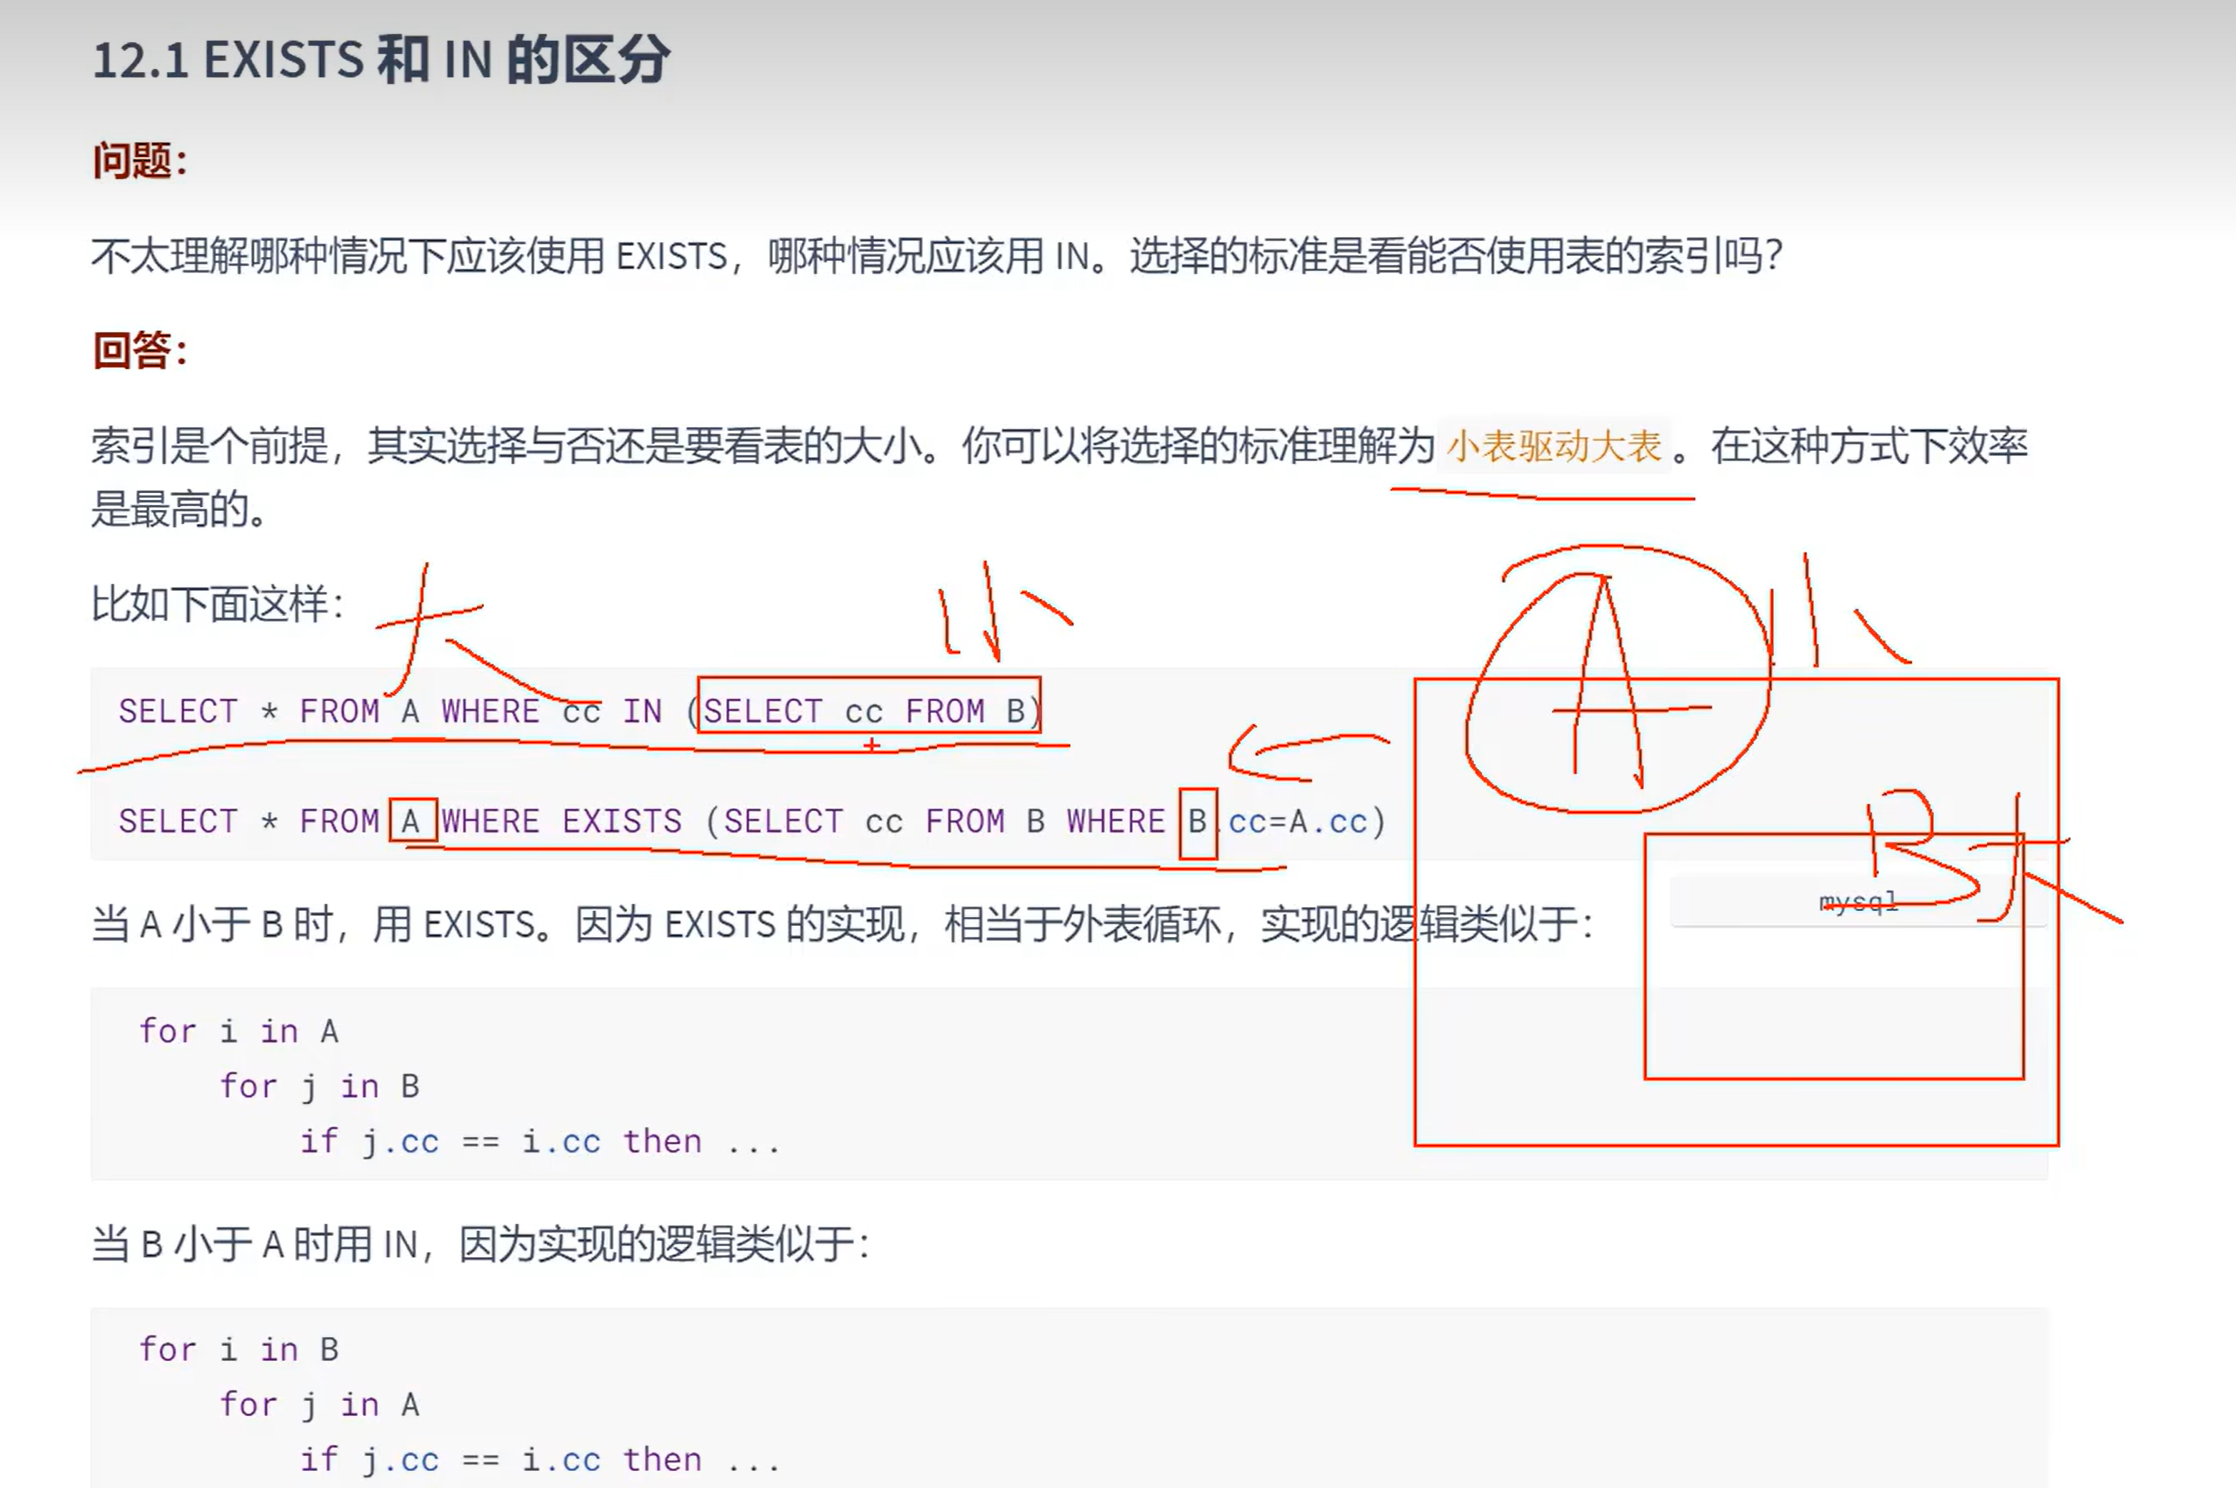 12.1 EXISTS 和 IN 的区分
问题：
不太理解哪种情况下应该使用 EXISTS，哪种情况应该用 IN。选择的标准是看能否使用表的索引吗？
回答：
索引是个前提，其实选择与否还是要看表的大小。你可以将选择的标准理解为 小表驱动大表 。在这种方式下效率
是最高的。
比如下面这样：
大 小 A 小
SELECT * FROM A WHERE cc IN (SELECT cc FROM B)
SELECT * FROM A WHERE EXISTS (SELECT cc FROM B WHERE B.cc=A.cc)
B 大
mysql
当 A 小于 B 时，用 EXISTS。因为 EXISTS 的实现，相当于外表循环，实现的逻辑类似于：
for i in A
for j in B
if j.cc == i.cc then ...
当 B 小于 A 时用 IN，因为实现的逻辑类似于：
for i in B
for j in A
if j.cc == i.cc then ...